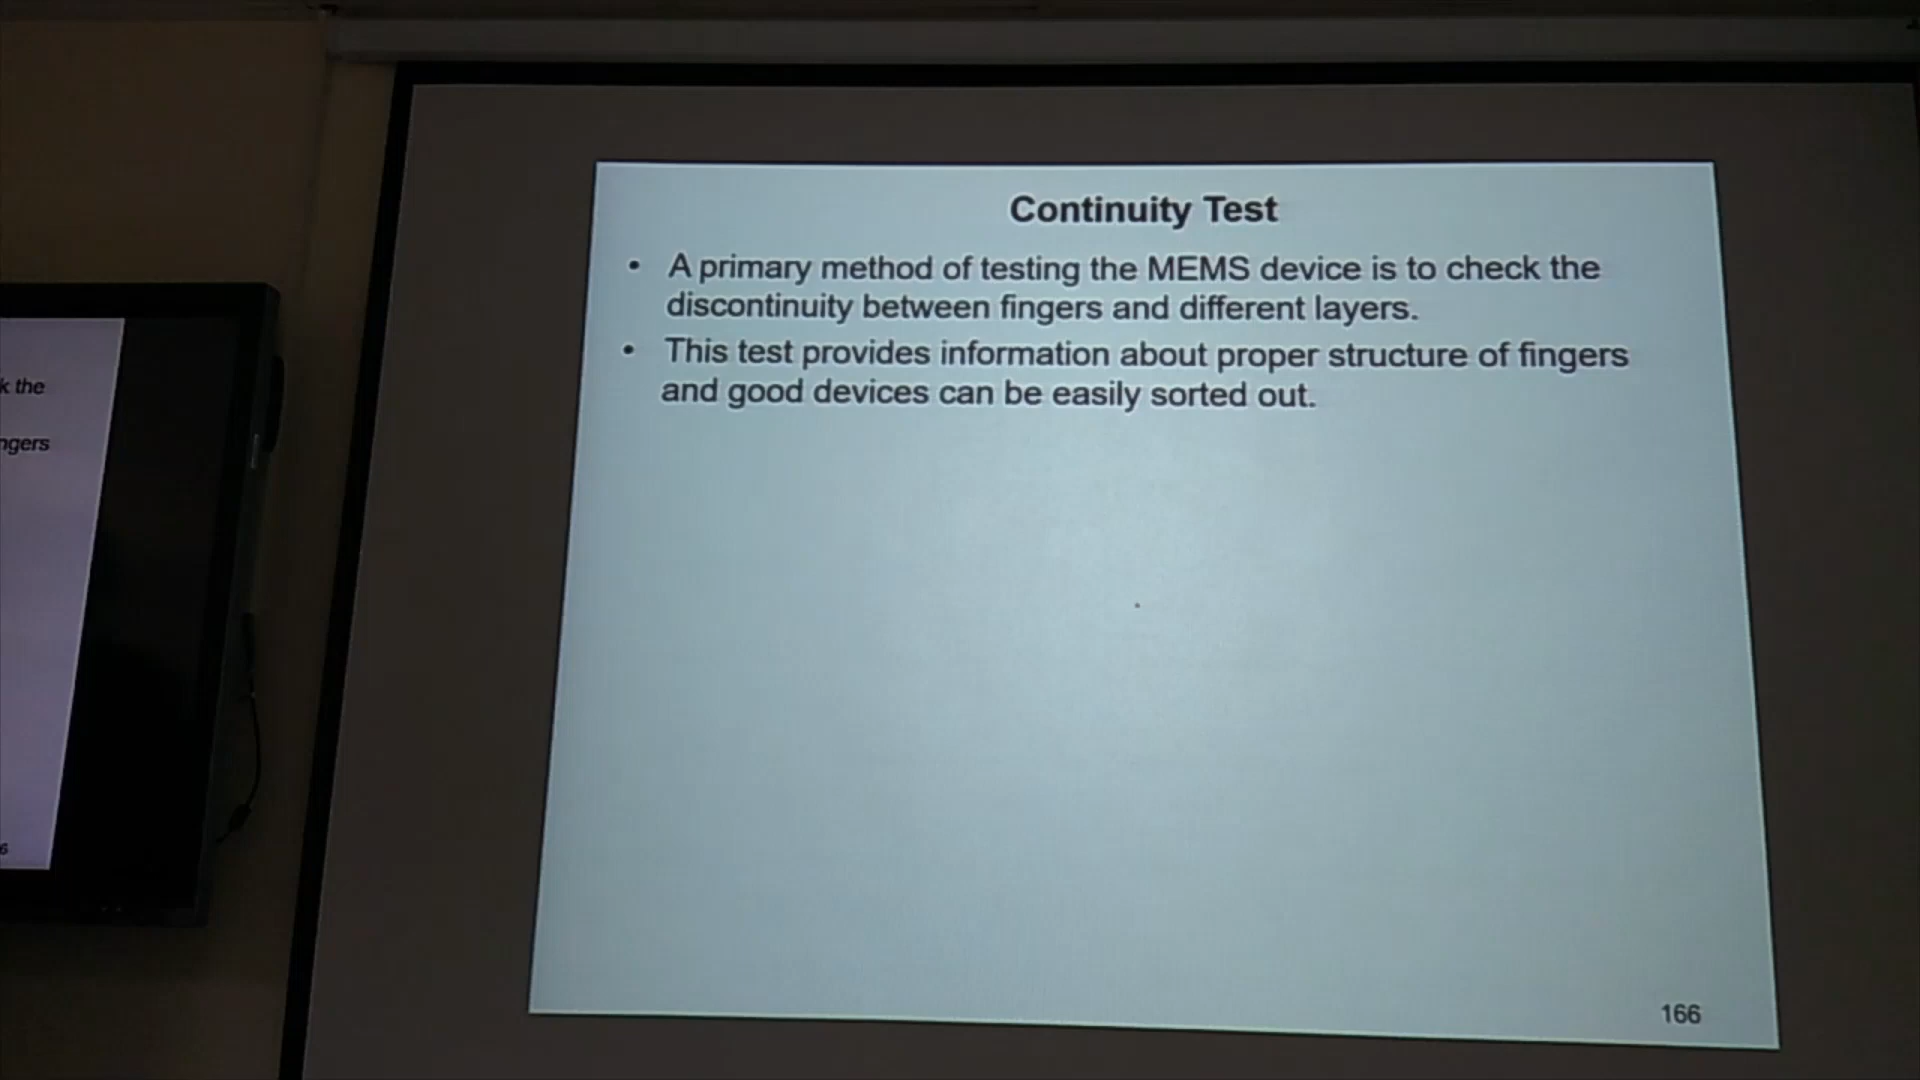 Continuity Test
• A primary method of testing the MEMS device is to check the
discontinuity between fingers and different layers.
• This test provides information about proper structure of fingers
and good devices can be easily sorted out.
166
k the
ngers
6